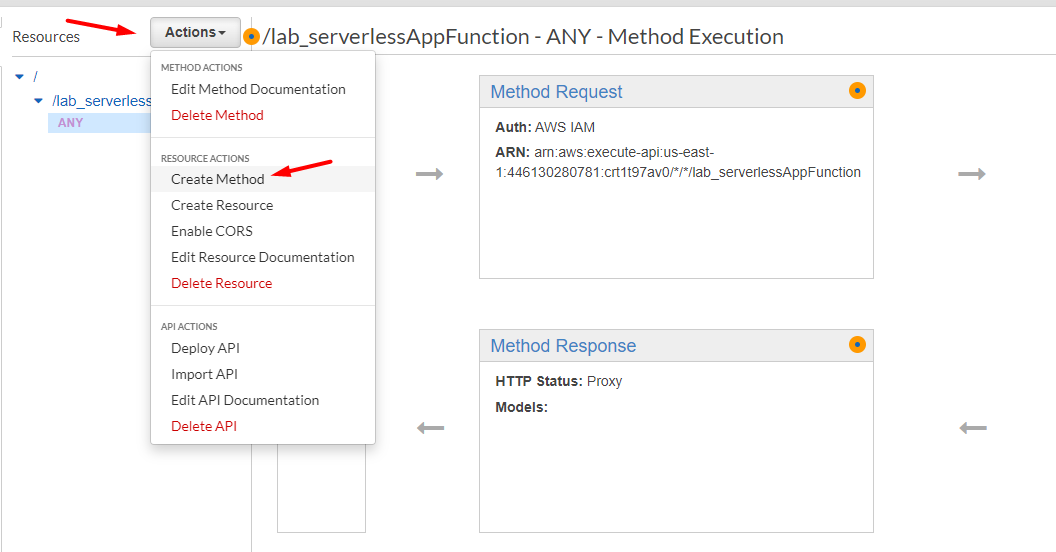 Resources
Actions
/lab_serverlessAppFunction - ANY - Method Execution
/
/lab_serverless
ANY
METHOD ACTIONS
Edit Method Documentation
Delete Method
RESOURCE ACTIONS
Create Method
Create Resource
Enable CORS
Edit Resource Documentation
Delete Resource
API ACTIONS
Deploy API
Import API
Edit API Documentation
Delete API
Method Request
Auth: AWS IAM
ARN: arn:aws:execute-api:us-east-
1:446130280781:crt1t97av0/*/*/lab_serverlessAppFunction
Method Response
HTTP Status: Proxy
Models: